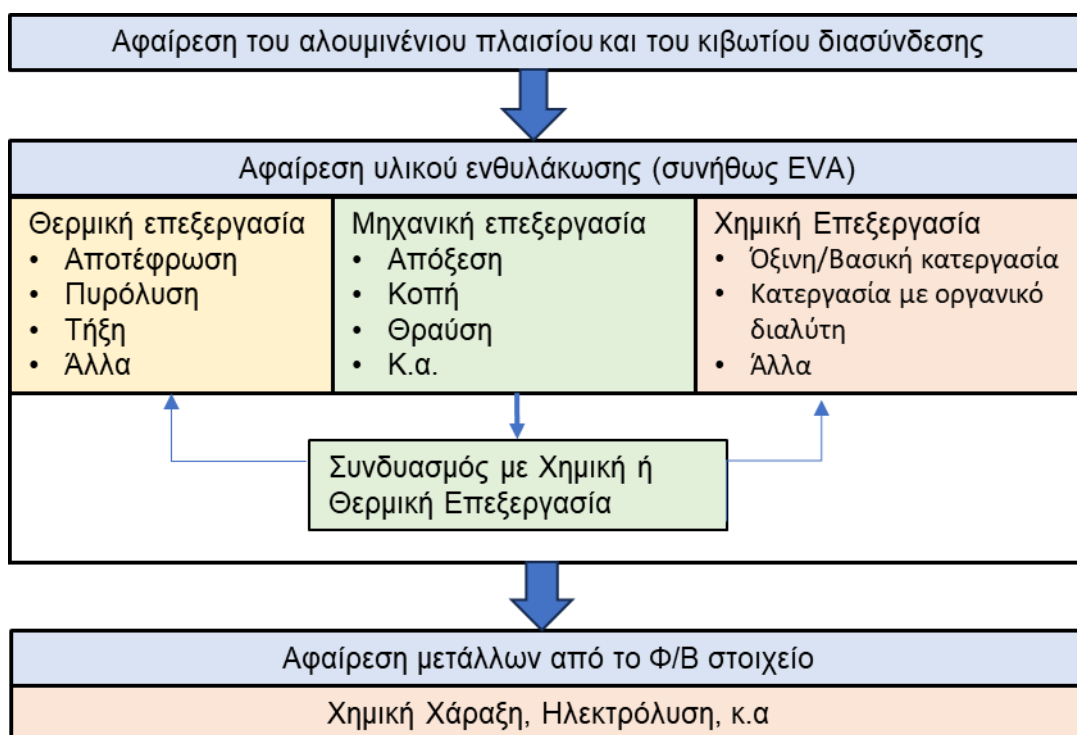 Αφαίρεση του αλουμινένιου πλαισίου και του κιβωτίου διασύνδεσης
Αφαίρεση υλικού ενθυλάκωσης (συνήθως EVA)
Θερμική επεξεργασία
• Αποτέφρωση
• Πυρόλυση
• Τήξη
• Άλλα
Μηχανική επεξεργασία
• Απόξεση
• Κοπή
• Θραύση
• Κ.α.
Χημική Επεξεργασία
• Όξινη/Βασική κατεργασία
• Κατεργασία με οργανικό
διαλύτη
• Άλλα
Συνδυασμός με Χημική ή
Θερμική Επεξεργασία
Αφαίρεση μετάλλων από το Φ/Β στοιχείο
Χημική Χάραξη, Ηλεκτρόλυση, κ.α